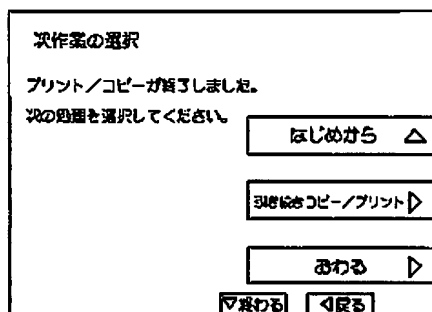 次作業の選択
プリント/コピーが終了しました。
次の処理を選択してください。
はじめから △
引き続きコピー/プリント ▷
おわる ▷
▽終わる ◁戻る